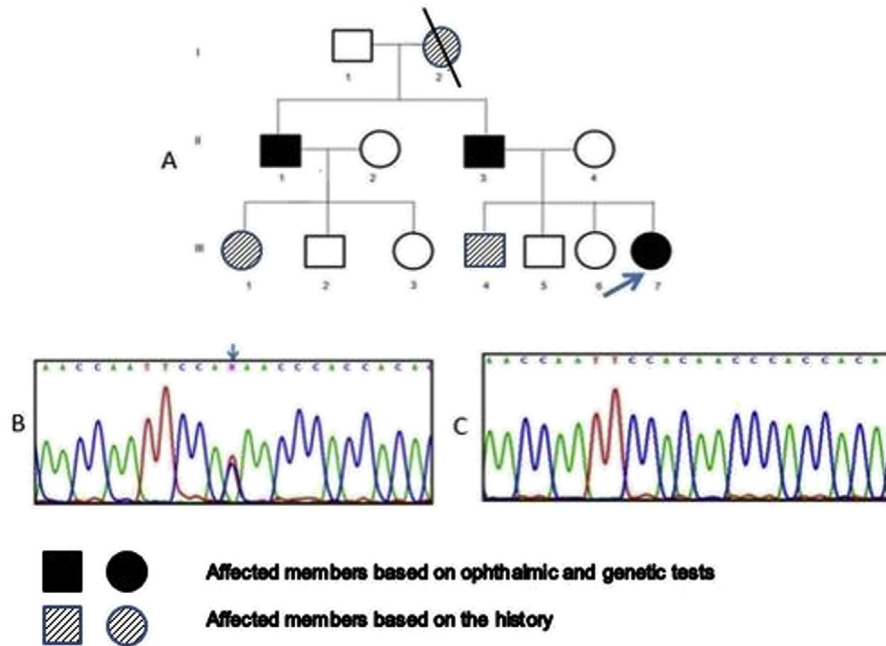 I
1 2
A
II
1 2 3 4
III
1 2 3 4 5 6 7
B
A A C C A A T T C C A A A C C C A C C A C A C
C
A A C C A A T T C C A C A A C C C A C C A C A
Affected members based on ophthalmic and genetic tests
Affected members based on the history